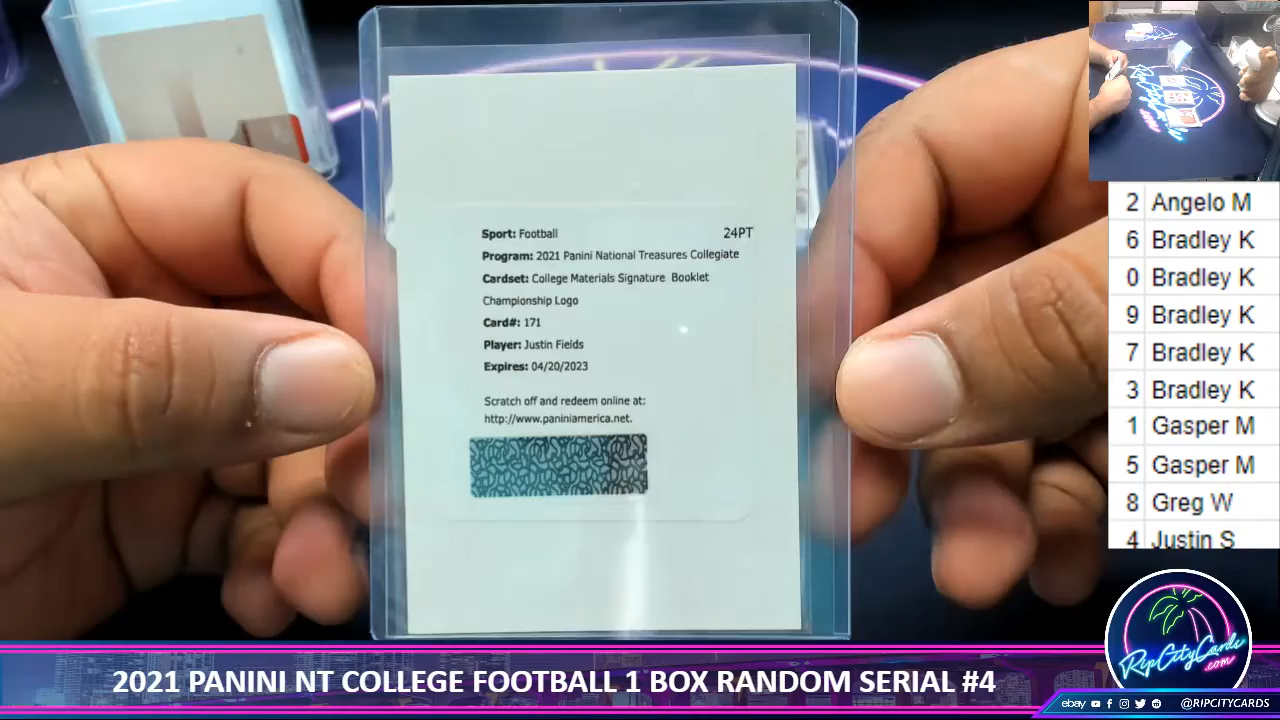 Sport: Football 24PT
Program: 2021 Panini National Treasures Collegiate
Cardset: College Materials Signature Booklet
Championship Logo
Card#: 171
Player: Justin Fields
Expires: 04/20/2023
Scratch off and redeem online at:
http://www.paniniamerica.net.
2 Angelo M
6 Bradley K
0 Bradley K
9 Bradley K
7 Bradley K
3 Bradley K
1 Gasper M
5 Gasper M
8 Greg W
4 Justin S
RipCityCards
.com
2021 PANINI NT COLLEGE FOOTBALL 1 BOX RANDOM SERIAL #4
ebay @RIPCITYCARDS